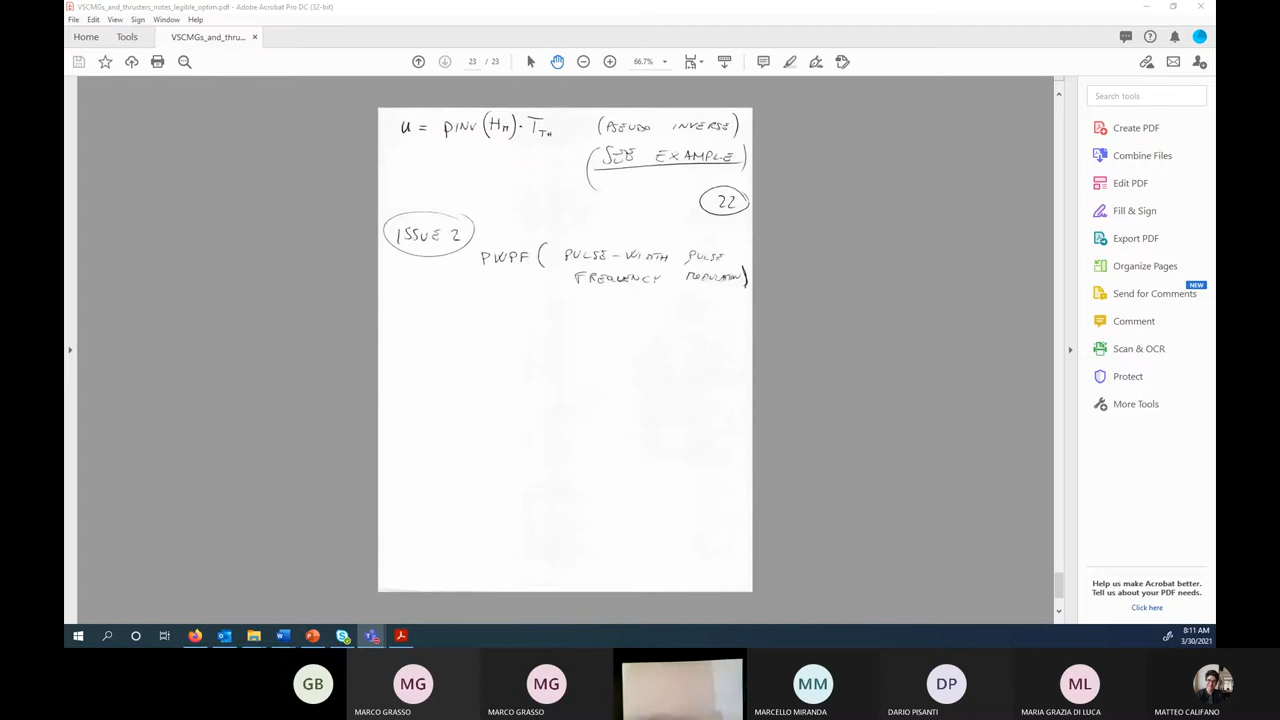 VSCMGs_and_thrusters_notes_legible_optim.pdf - Adobe Acrobat Pro DC (32-bit)
File Edit View Sign Window Help
Home Tools VSCMGs_and_thru... ×
23 / 23 66.7%
Search tools
Create PDF
Combine Files
Edit PDF
Fill & Sign
Export PDF
Organize Pages
Send for Comments NEW
Comment
Scan & OCR
Protect
More Tools
Help us make Acrobat better.
Tell us about your PDF needs.
Click here
u = PINV (HM) · TTH (PSEUDO INVERSE)
(SEE EXAMPLE)
22
ISSUE 2
PWPF ( PULSE-WIDTH PULSE
FREQUENCY MODULATION)
8:11 AM
3/30/2021
GB MG MG MM DP ML
MARCO GRASSO MARCO GRASSO MARCELLO MIRANDA DARIO PISANTI MARIA GRAZIA DI LUCA MATTEO CALIFANO